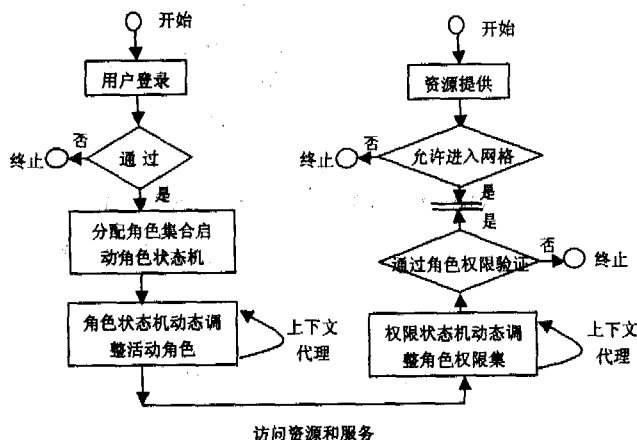 开始
用户登录
否
终止
通过
是
分配角色集合启
动角色状态机
角色状态机动态调
整活动角色
上下文
代理
开始
资源提供
否
终止
允许进入网格
是
是
通过角色权限验证
否
终止
权限状态机动态调
整角色权限集
上下文
代理
访问资源和服务